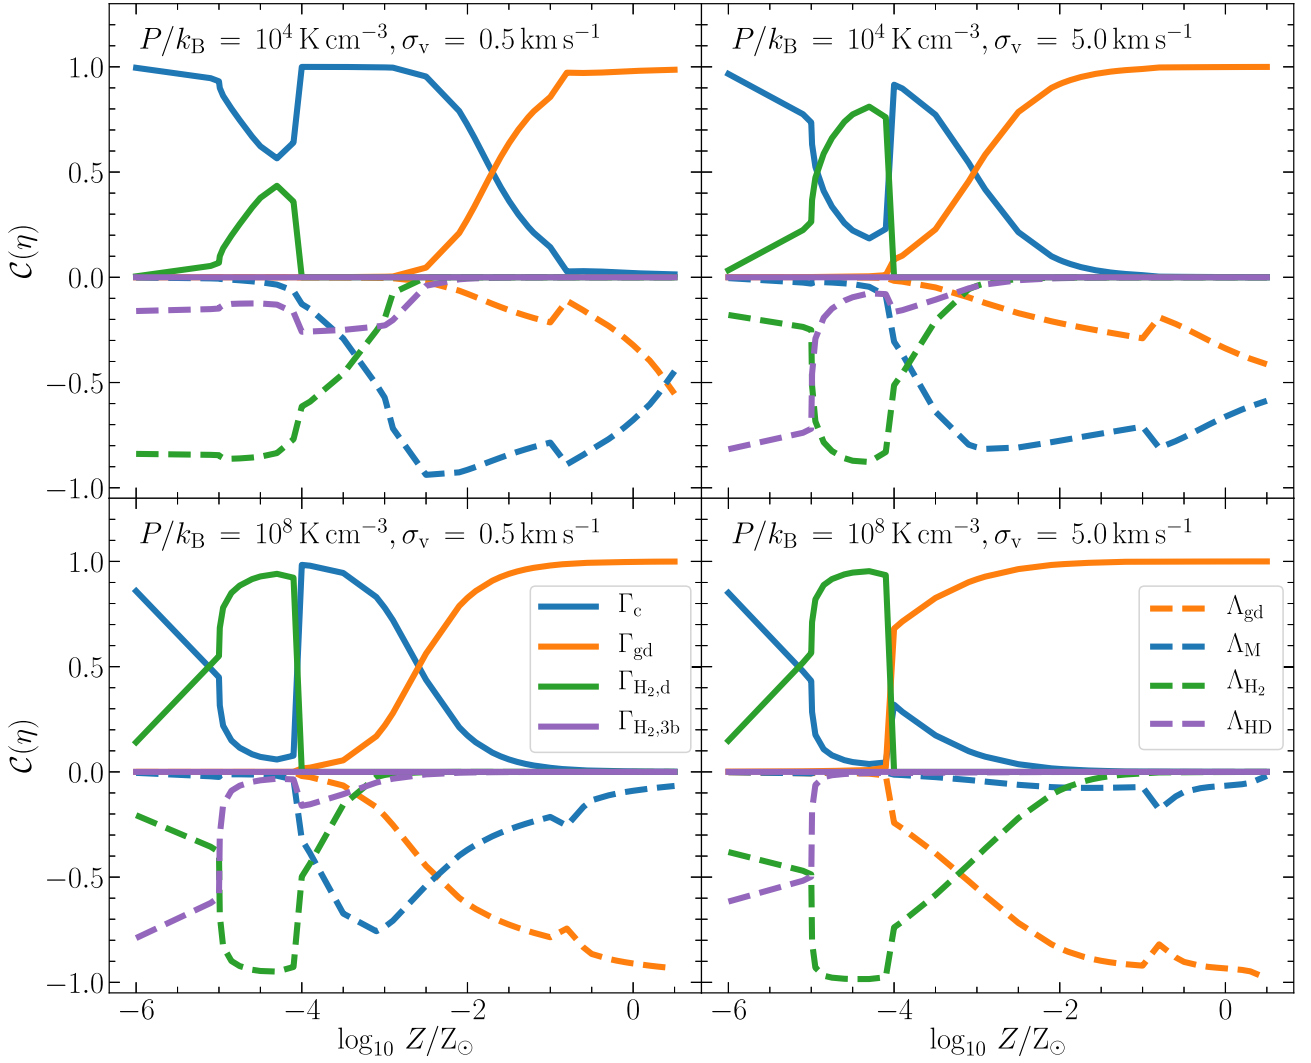 P/k_B = 10^4 K cm^−3, σ_v = 0.5 km s^−1
P/k_B = 10^4 K cm^−3, σ_v = 5.0 km s^−1
1.0
0.5
0.0
−0.5
−1.0
C(η)
P/k_B = 10^8 K cm^−3, σ_v = 0.5 km s^−1
P/k_B = 10^8 K cm^−3, σ_v = 5.0 km s^−1
1.0
0.5
0.0
−0.5
−1.0
C(η)
Γ_c
Γ_gd
Γ_H₂,d
Γ_H₂,3b
Λ_gd
Λ_M
Λ_H₂
Λ_HD
−6 −4 −2 0
−6 −4 −2 0
log₁₀ Z/Z_⊙
log₁₀ Z/Z_⊙